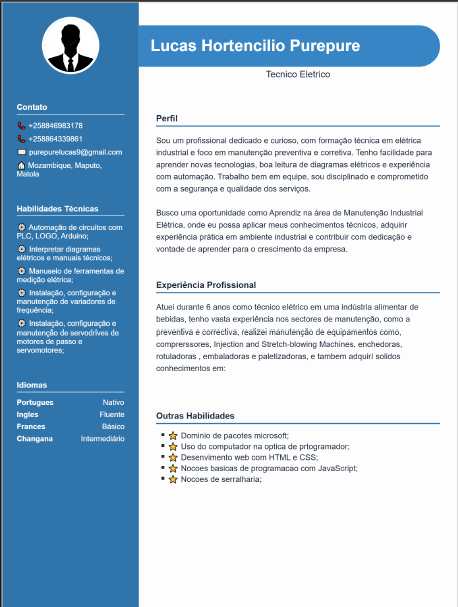 Lucas Hortencilio Purepure
Tecnico Eletrico
Contato
+258846983178
+258864339861
purepurelucas9@gmail.com
Mozambique, Maputo,
Matola
Habilidades Técnicas
Automação de circuitos com
PLC, LOGO, Arduino;
Interpretar diagramas
elétricos e manuais técnicos;
Manuseio de ferramentas de
medição elétrica;
Instalação, configuração e
manutenção de variadores de
frequência;
Instalação, configuração e
manutenção de servodrives de
motores de passo e
servomotores;
Idiomas
Portugues Nativo
Ingles Fluente
Frances Básico
Changana Intermediário
Perfil
Sou um profissional dedicado e curioso, com formação técnica em elétrica
industrial e foco em manutenção preventiva e corretiva. Tenho facilidade para
aprender novas tecnologias, boa leitura de diagramas elétricos e experiência
com automação. Trabalho bem em equipe, sou disciplinado e comprometido
com a segurança e qualidade dos serviços.
Busco uma oportunidade como Aprendiz na área de Manutenção Industrial
Elétrica, onde eu possa aplicar meus conhecimentos técnicos, adquirir
experiência prática em ambiente industrial e contribuir com dedicação e
vontade de aprender para o crescimento da empresa.
Experiência Profissional
Atuei durante 6 anos como técnico elétrico em uma indústria alimentar de
bebidas, tenho vasta experiência nos sectores de manutenção, como a
preventiva e correctiva, realizei manutenção de equipamentos como,
comprerssores, Injection and Stretch-blowing Machines, enchedoras,
rotuladoras , embaladoras e paletizadoras, e tambem adquirí solidos
conhecimentos em:
Outras Habilidades
Dominio de pacotes microsoft;
Uso do computador na optica de prtogramador;
Desenvimento web com HTML e CSS;
Nocoes basicas de programacao com JavaScript;
Nocoes de serralharia;